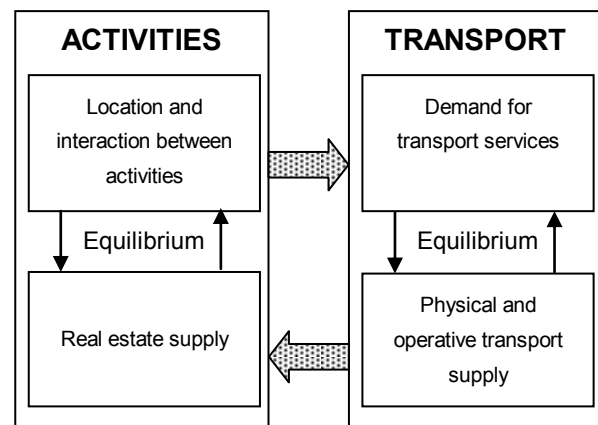 ACTIVITIES
Location and
interaction between
activities
Equilibrium
Real estate supply
TRANSPORT
Demand for
transport services
Equilibrium
Physical and
operative transport
supply